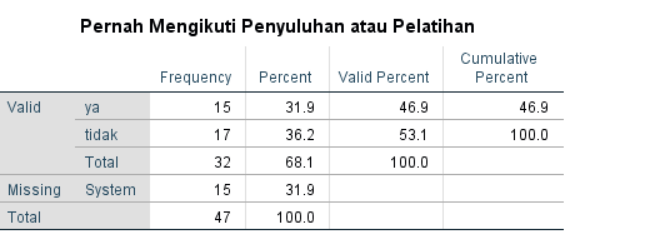 Pernah Mengikuti Penyuluhan atau Pelatihan
Frequency Percent Valid Percent Cumulative Percent
Valid ya 15 31.9 46.9 46.9
tidak 17 36.2 53.1 100.0
Total 32 68.1 100.0
Missing System 15 31.9
Total 47 100.0